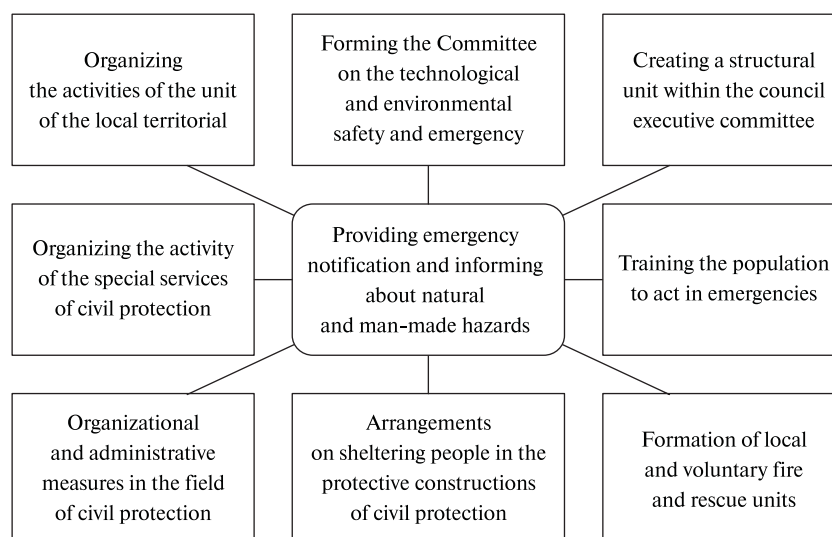 Organizing
the activities of the unit
of the local territorial
Forming the Committee
on the technological
and environmental
safety and emergency
Creating a structural
unit within the council
executive committee
Organizing the activity
of the special services
of civil protection
Providing emergency
notification and informing
about natural
and man-made hazards
Training the population
to act in emergencies
Organizational
and administrative
measures in the field
of civil protection
Arrangements
on sheltering people in the
protective constructions
of civil protection
Formation of local
and voluntary fire
and rescue units